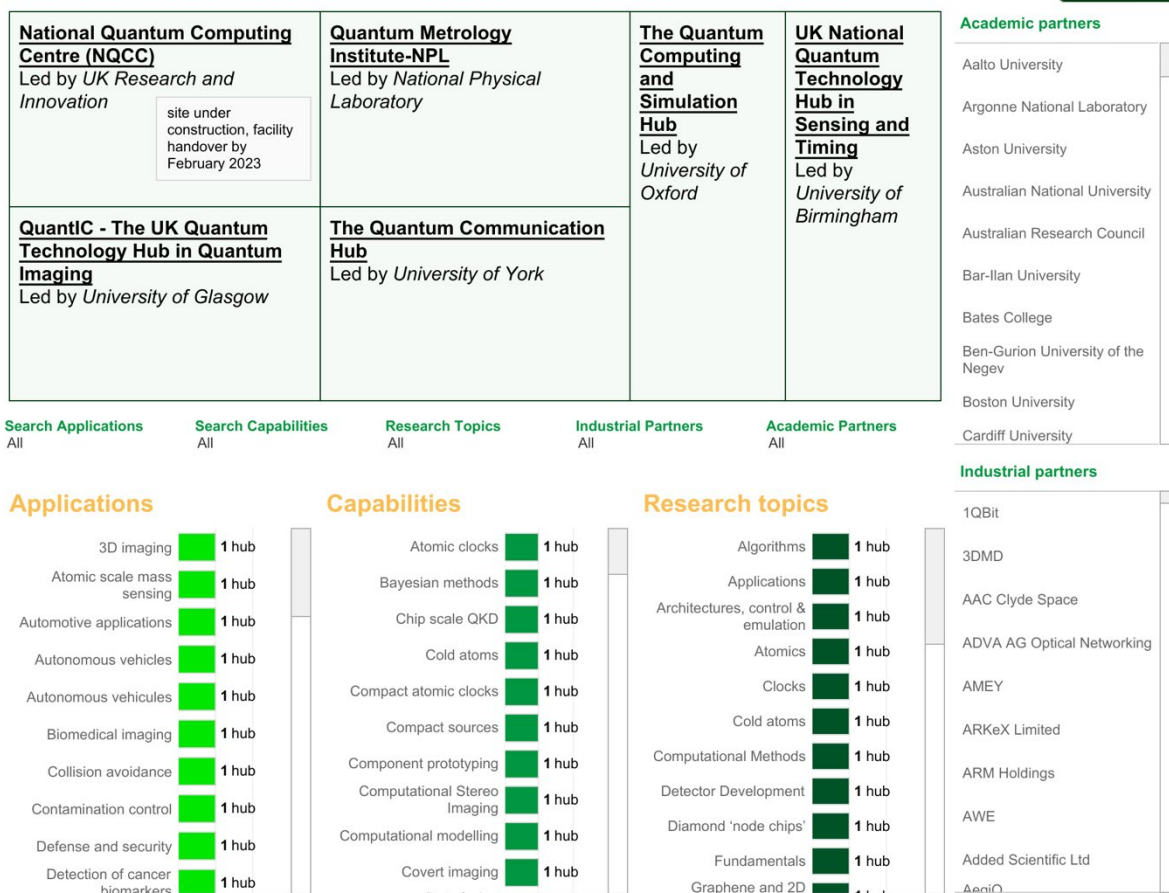 National Quantum Computing
Centre (NQCC)
Led by UK Research and
Innovation
site under
construction, facility
handover by
February 2023
Quantum Metrology
Institute-NPL
Led by National Physical
Laboratory
The Quantum
Computing
and
Simulation
Hub
Led by
University of
Oxford
UK National
Quantum
Technology
Hub in
Sensing and
Timing
Led by
University of
Birmingham
QuantIC - The UK Quantum
Technology Hub in Quantum
Imaging
Led by University of Glasgow
The Quantum Communication
Hub
Led by University of York
Academic partners
Aalto University
Argonne National Laboratory
Aston University
Australian National University
Australian Research Council
Bar-Ilan University
Bates College
Ben-Gurion University of the
Negev
Boston University
Cardiff University
Search Applications
All
Search Capabilities
All
Research Topics
All
Industrial Partners
All
Academic Partners
All
Industrial partners
1QBit
3DMD
AAC Clyde Space
ADVA AG Optical Networking
AMEY
ARKeX Limited
ARM Holdings
AWE
Added Scientific Ltd
AegiQ
Applications
3D imaging 1 hub
Atomic scale mass
sensing 1 hub
Automotive applications 1 hub
Autonomous vehicles 1 hub
Autonomous vehicules 1 hub
Biomedical imaging 1 hub
Collision avoidance 1 hub
Contamination control 1 hub
Defense and security 1 hub
Detection of cancer
biomarkers 1 hub
Capabilities
Atomic clocks 1 hub
Bayesian methods 1 hub
Chip scale QKD 1 hub
Cold atoms 1 hub
Compact atomic clocks 1 hub
Compact sources 1 hub
Component prototyping 1 hub
Computational Stereo
Imaging 1 hub
Computational modelling 1 hub
Covert imaging 1 hub
Research topics
Algorithms 1 hub
Applications 1 hub
Architectures, control &
emulation 1 hub
Atomics 1 hub
Clocks 1 hub
Cold atoms 1 hub
Computational Methods 1 hub
Detector Development 1 hub
Diamond ‘node chips’ 1 hub
Fundamentals 1 hub
Graphene and 2D